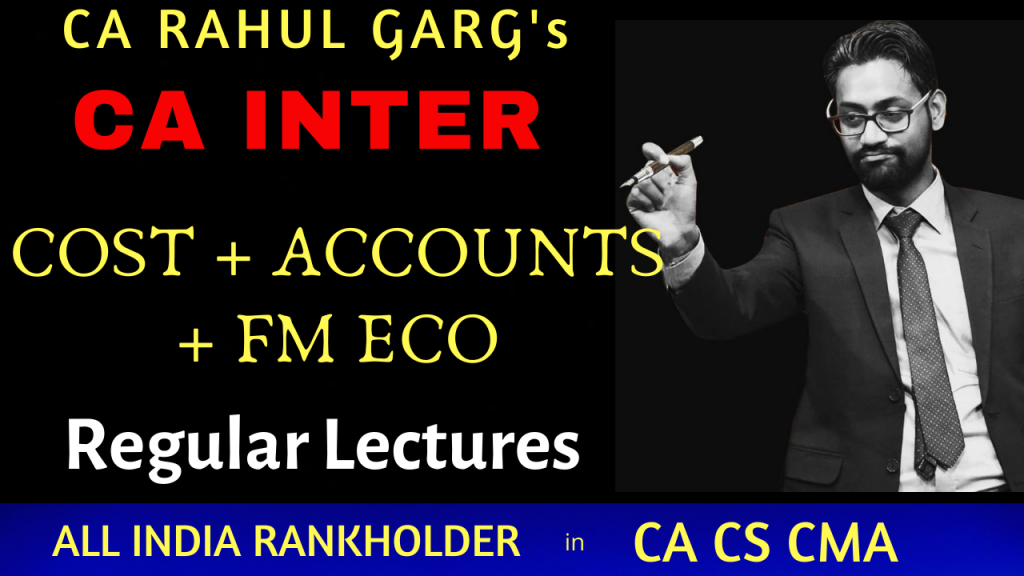 CA RAHUL GARG's
CA INTER
COST + ACCOUNTS
+ FM ECO
Regular Lectures
ALL INDIA RANKHOLDER in CA CS CMA